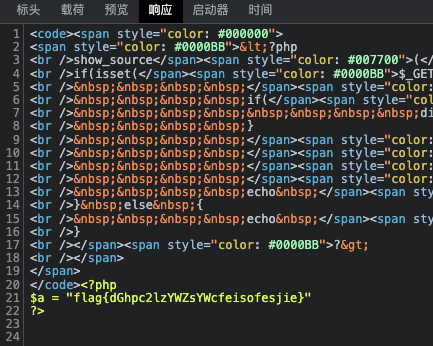 标头 载荷 预览 响应 启动器 时间
1 <code><span style="color: #000000">
2 <span style="color: #0000BB">&lt;?php
3 <br />show_source</span><span style="color: #007700">(</
4 <br />if(isset(</span><span style="color: #0000BB">$_GET
5 <br />&nbsp;&nbsp;&nbsp;&nbsp;</span><span style="color
6 <br />&nbsp;&nbsp;&nbsp;&nbsp;if(</span><span style="co
7 <br />&nbsp;&nbsp;&nbsp;&nbsp;&nbsp;&nbsp;&nbsp;&nbsp;di
8 <br />&nbsp;&nbsp;&nbsp;&nbsp;}
9 <br />&nbsp;&nbsp;&nbsp;&nbsp;</span><span style="color
10 <br />&nbsp;&nbsp;&nbsp;&nbsp;</span><span style="color
11 <br />&nbsp;&nbsp;&nbsp;&nbsp;</span><span style="color
12 <br />&nbsp;&nbsp;&nbsp;&nbsp;</span><span style="color
13 <br />&nbsp;&nbsp;&nbsp;&nbsp;echo&nbsp;</span><span sty
14 <br />}&nbsp;else&nbsp;{
15 <br />&nbsp;&nbsp;&nbsp;&nbsp;echo&nbsp;</span><span sty
16 <br />}
17 <br /></span><span style="color: #0000BB">?&gt;
18 <br /></span>
19 </span>
20 </code><?php
21 $a = "flag{dGhpc2lzYWZsYWcfeisofesjie}"
22 ?>
23
24